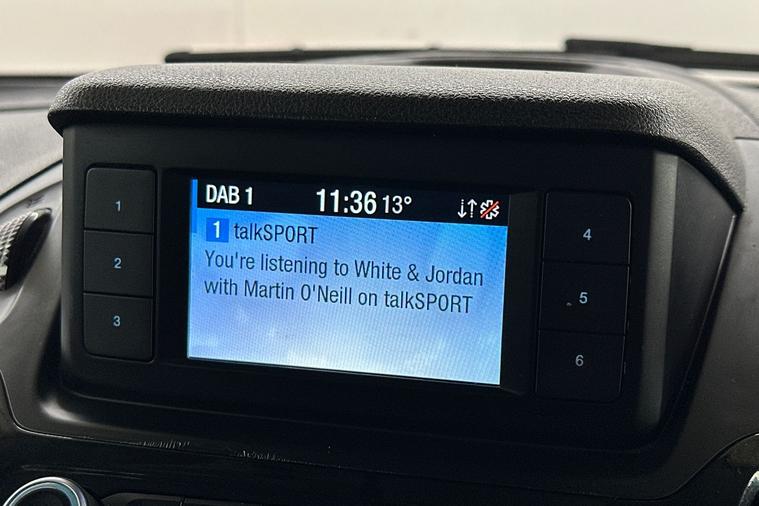 DAB 1 11:36 13°
1 talkSPORT
You're listening to White & Jordan
with Martin O'Neill on talkSPORT
1
2
3
4
5
6